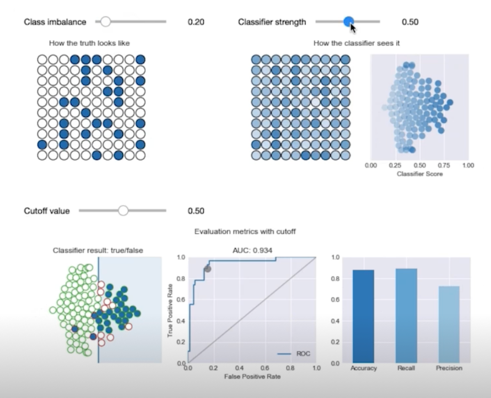 Class imbalance 0.20
Classifier strength 0.50
How the truth looks like
How the classifier sees it
0.00 0.25 0.50 0.75 1.00
Classifier Score
Cutoff value 0.50
Evaluation metrics with cutoff
Classifier result: true/false
AUC: 0.934
1.0
0.8
0.6
0.4
0.2
0.0
True Positive Rate
ROC
0.0 0.2 0.4 0.6 0.8 1.0
False Positive Rate
1.0
0.8
0.6
0.4
0.2
0.0
Accuracy Recall Precision